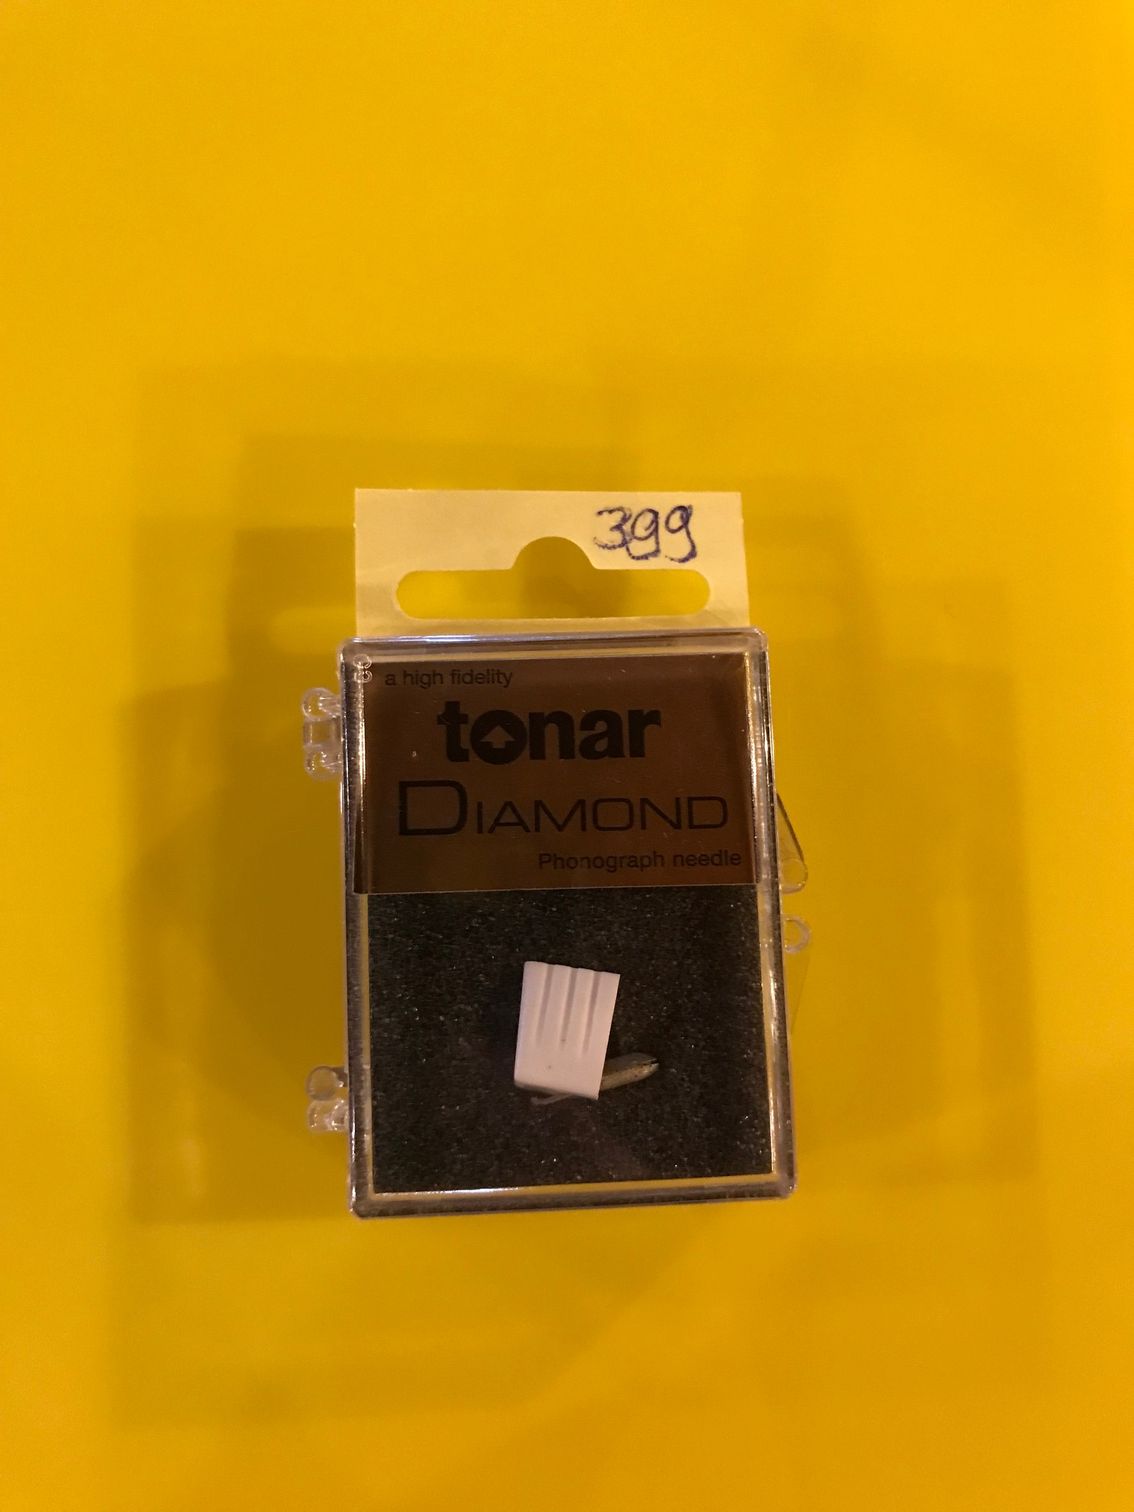 399
a high fidelity
tonar
DIAMOND
Phonograph needle